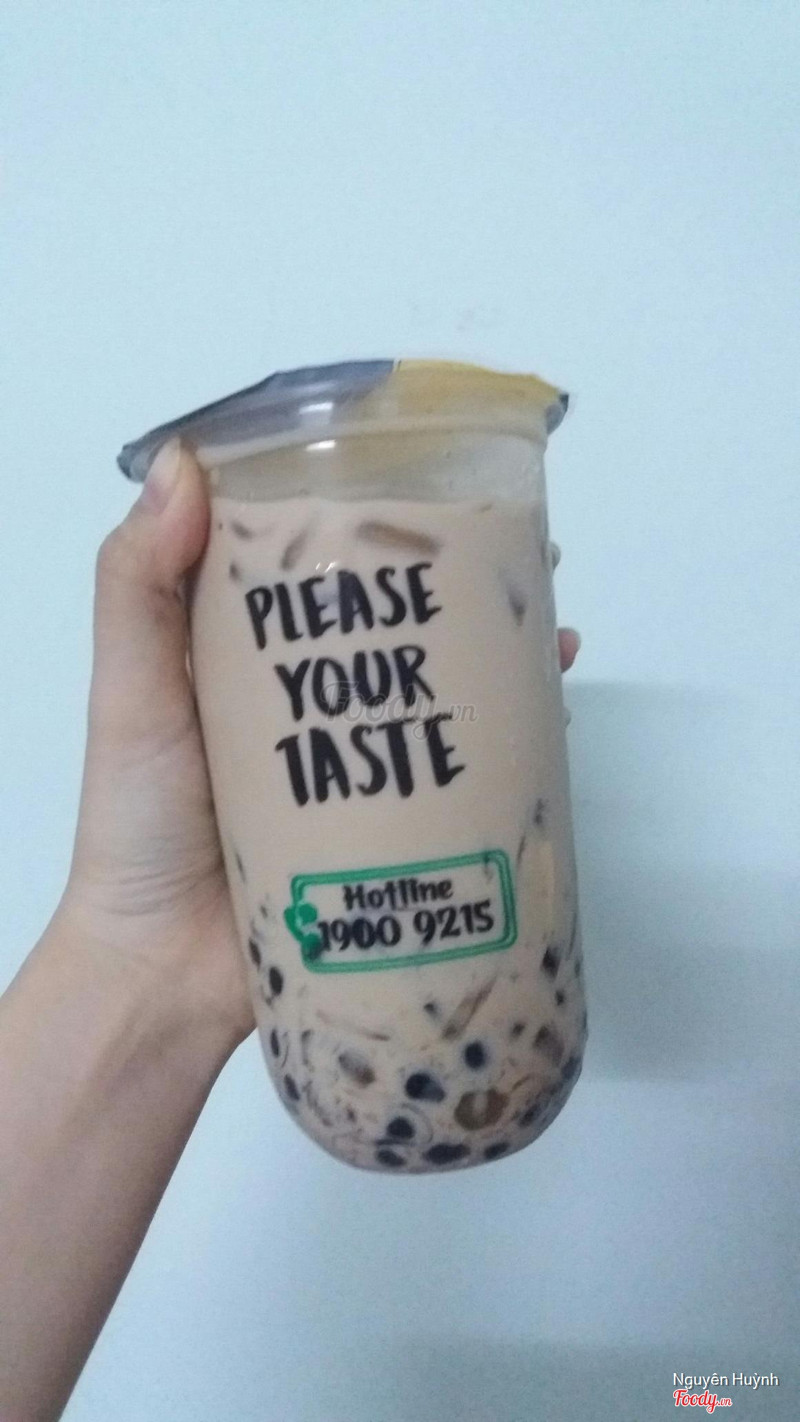 PLEASE
YOUR
Foody.vn
TASTE
Hotline
1900 9215
Nguyên Huỳnh
Foody.vn